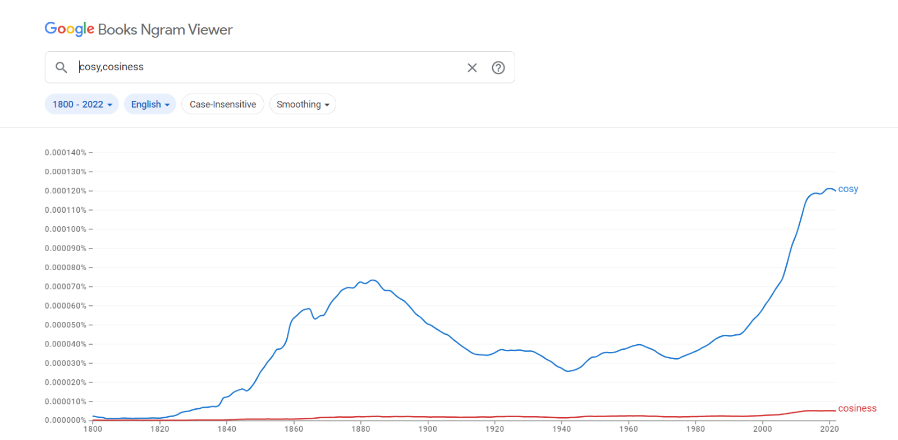 Google Books Ngram Viewer
cosy,cosiness
1800 - 2022 English Case-Insensitive Smoothing
0.000140%
0.000130%
0.000120%
cosy
0.000110%
0.000100%
0.000090%
0.000080%
0.000070%
0.000060%
0.000050%
0.000040%
0.000030%
0.000020%
0.000010%
cosiness
0.000000%
1800 1820 1840 1860 1880 1900 1920 1940 1960 1980 2000 2020